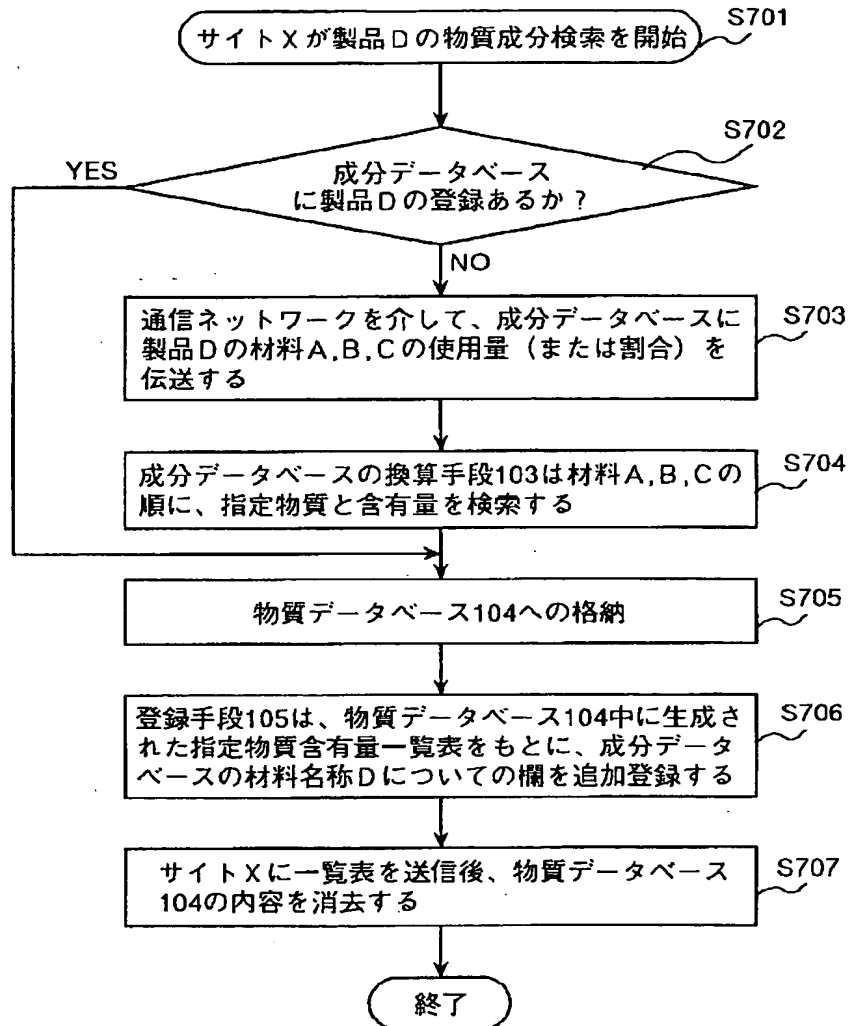 サイトXが製品Dの物質成分検索を開始
S701
S702
成分データベース
に製品Dの登録あるか？
YES
NO
通信ネットワークを介して、成分データベースに
製品Dの材料A,B,Cの使用量（または割合）を
伝送する
S703
成分データベースの換算手段103は材料A,B,Cの
順に、指定物質と含有量を検索する
S704
物質データベース104への格納
S705
登録手段105は、物質データベース104中に生成さ
れた指定物質含有量一覧表をもとに、成分データ
ベースの材料名称Dについての欄を追加登録する
S706
サイトXに一覧表を送信後、物質データベース
104の内容を消去する
S707
終了